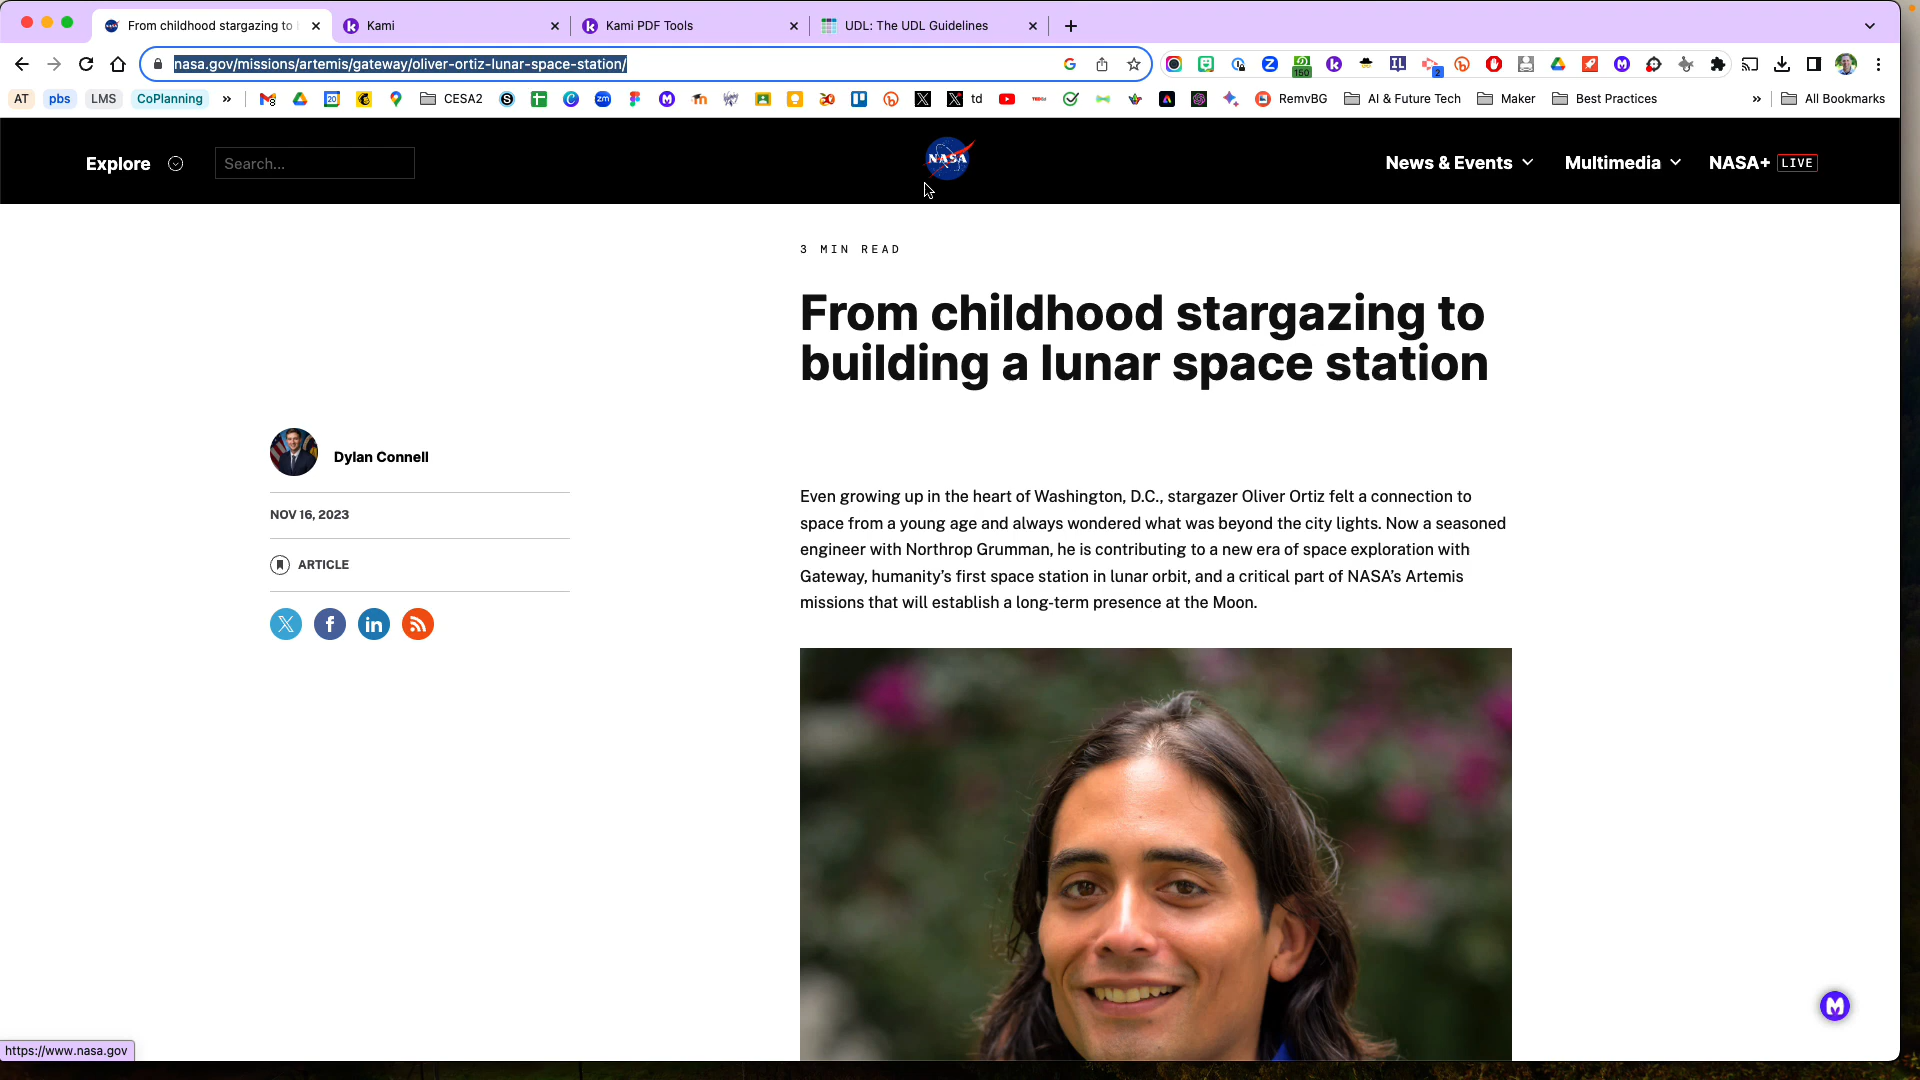 From childhood stargazing to
Kami
Kami PDF Tools
UDL: The UDL Guidelines
nasa.gov/missions/artemis/gateway/oliver-ortiz-lunar-space-station/
150
2
AT
pbs
LMS
CoPlanning
»
CESA2
td
RemvBG
AI & Future Tech
Maker
Best Practices
»
All Bookmarks
Explore
Search...
NASA
News & Events
Multimedia
NASA+ LIVE
3 MIN READ
From childhood stargazing to
building a lunar space station
Dylan Connell
NOV 16, 2023
ARTICLE
Even growing up in the heart of Washington, D.C., stargazer Oliver Ortiz felt a connection to
space from a young age and always wondered what was beyond the city lights. Now a seasoned
engineer with Northrop Grumman, he is contributing to a new era of space exploration with
Gateway, humanity’s first space station in lunar orbit, and a critical part of NASA’s Artemis
missions that will establish a long-term presence at the Moon.
https://www.nasa.gov